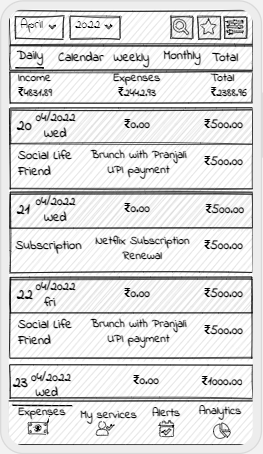 April 2022
Daily Calendar Weekly Monthly Total
Income Expenses Total
₹4831.89 ₹2442.93 ₹2388.96
20 04/2022 Wed ₹0.00 ₹500.00
Social Life Brunch with Pranjali ₹500.00
Friend UPI payment
21 04/2022 Wed ₹0.00 ₹500.00
Subscription Netflix Subscription ₹500.00
Renewal
22 04/2022 fri ₹0.00 ₹500.00
Social Life Brunch with Pranjali ₹500.00
Friend UPI payment
23 04/2022 Wed ₹0.00 ₹1000.00
Expenses My services Alerts Analytics